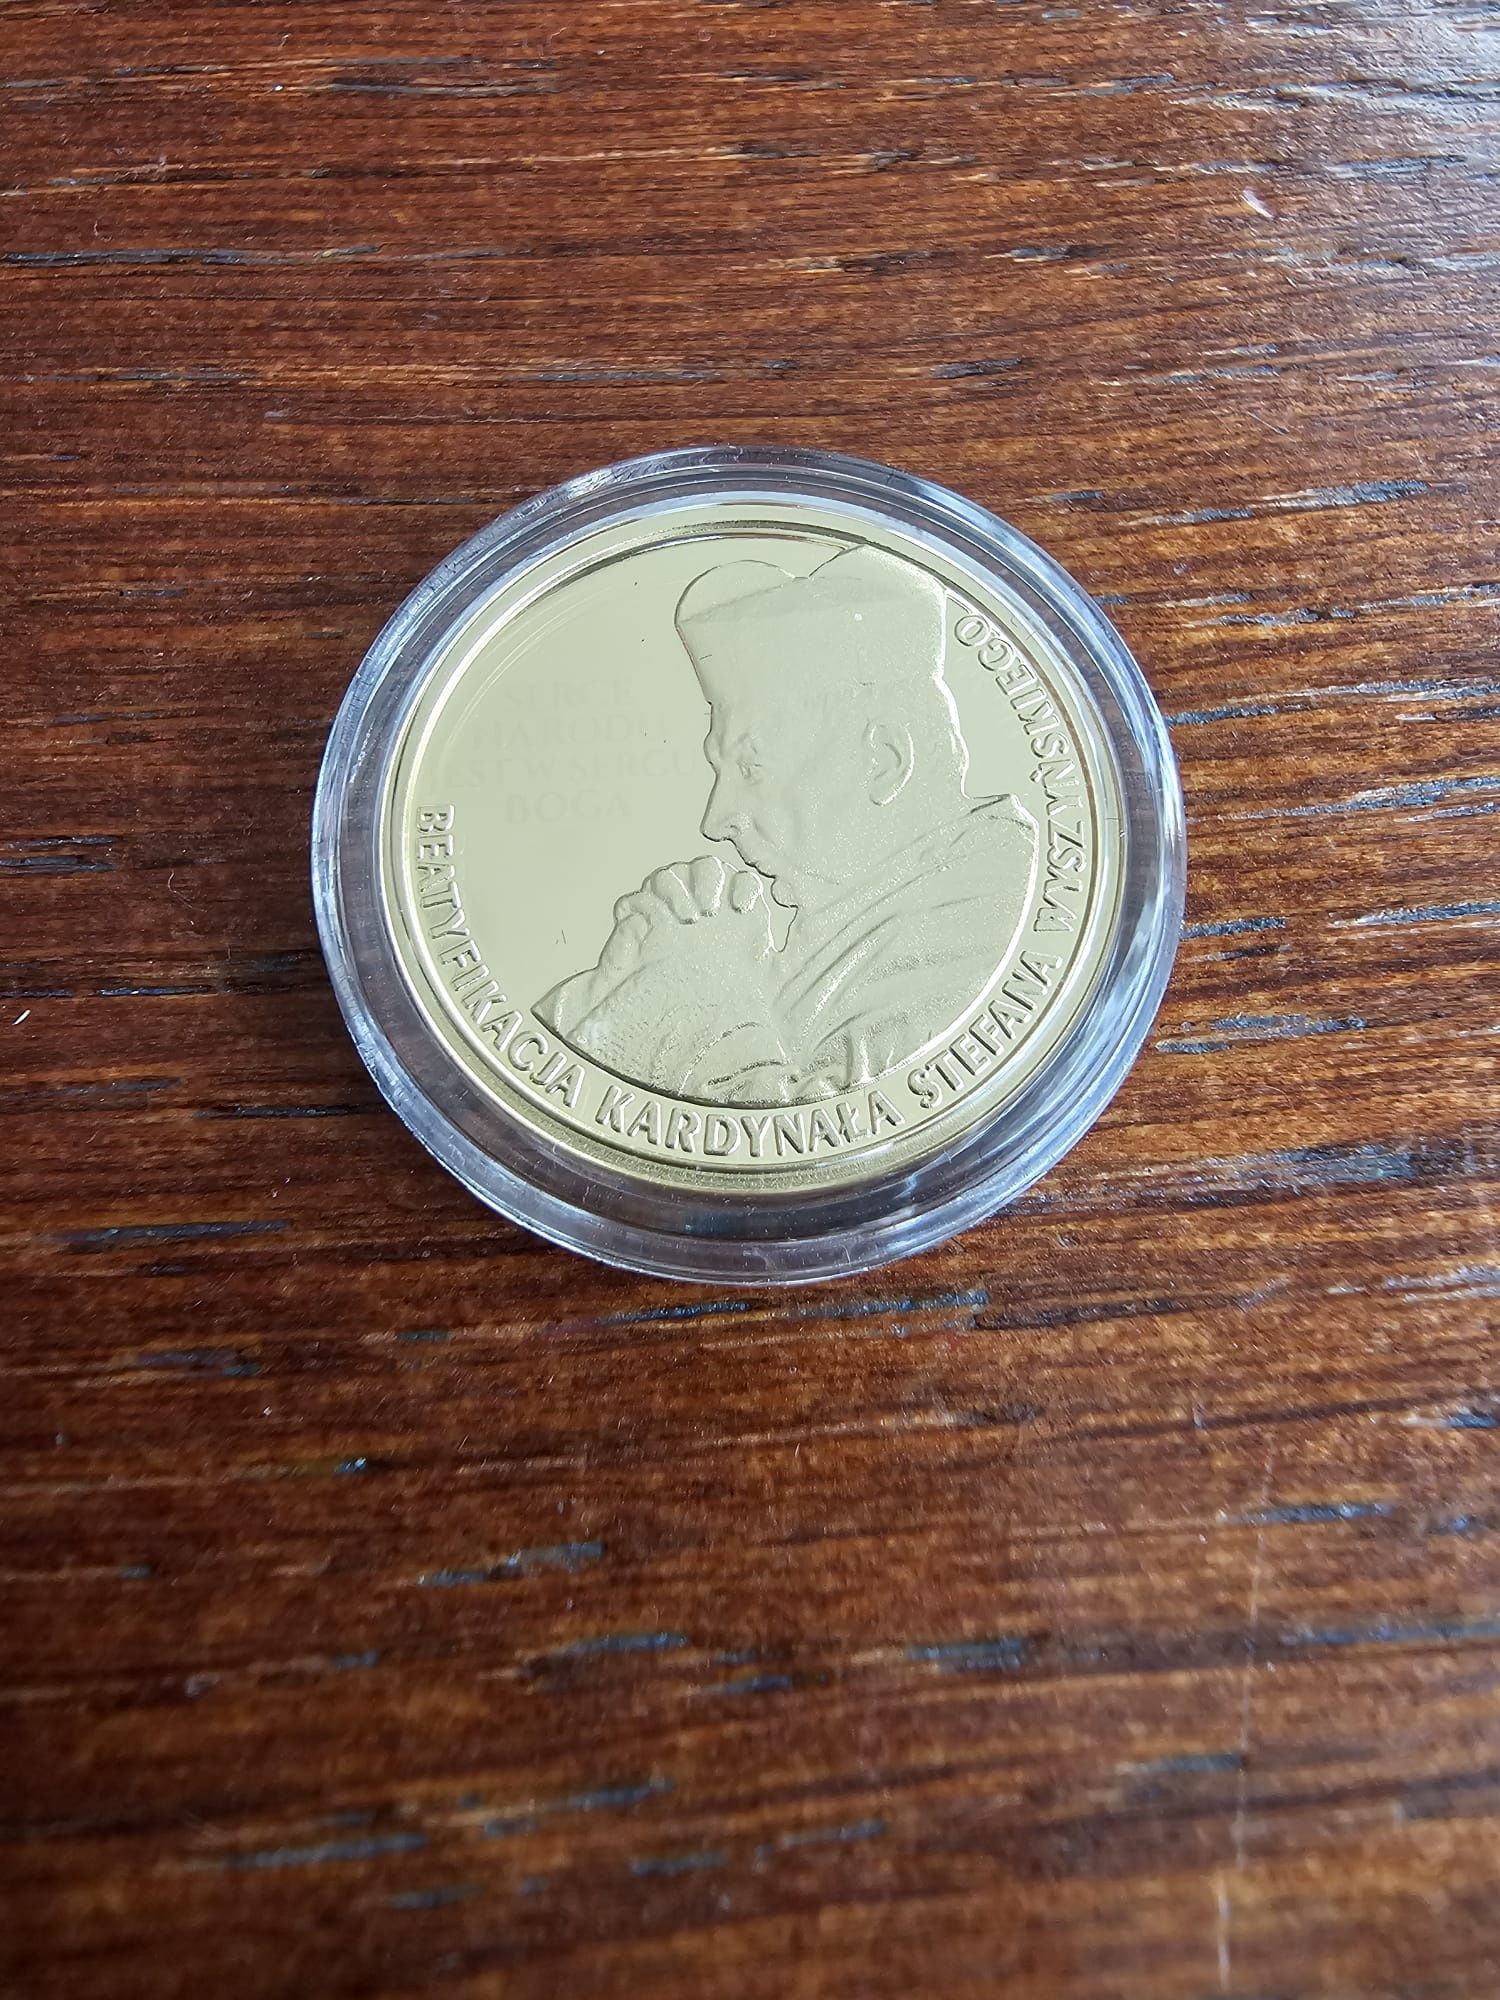 SERCE
NARODU
JEST W SERCU
BOGA
BEATYFIKACJA KARDYNAŁA STEFANA WYSZYŃSKIEGO